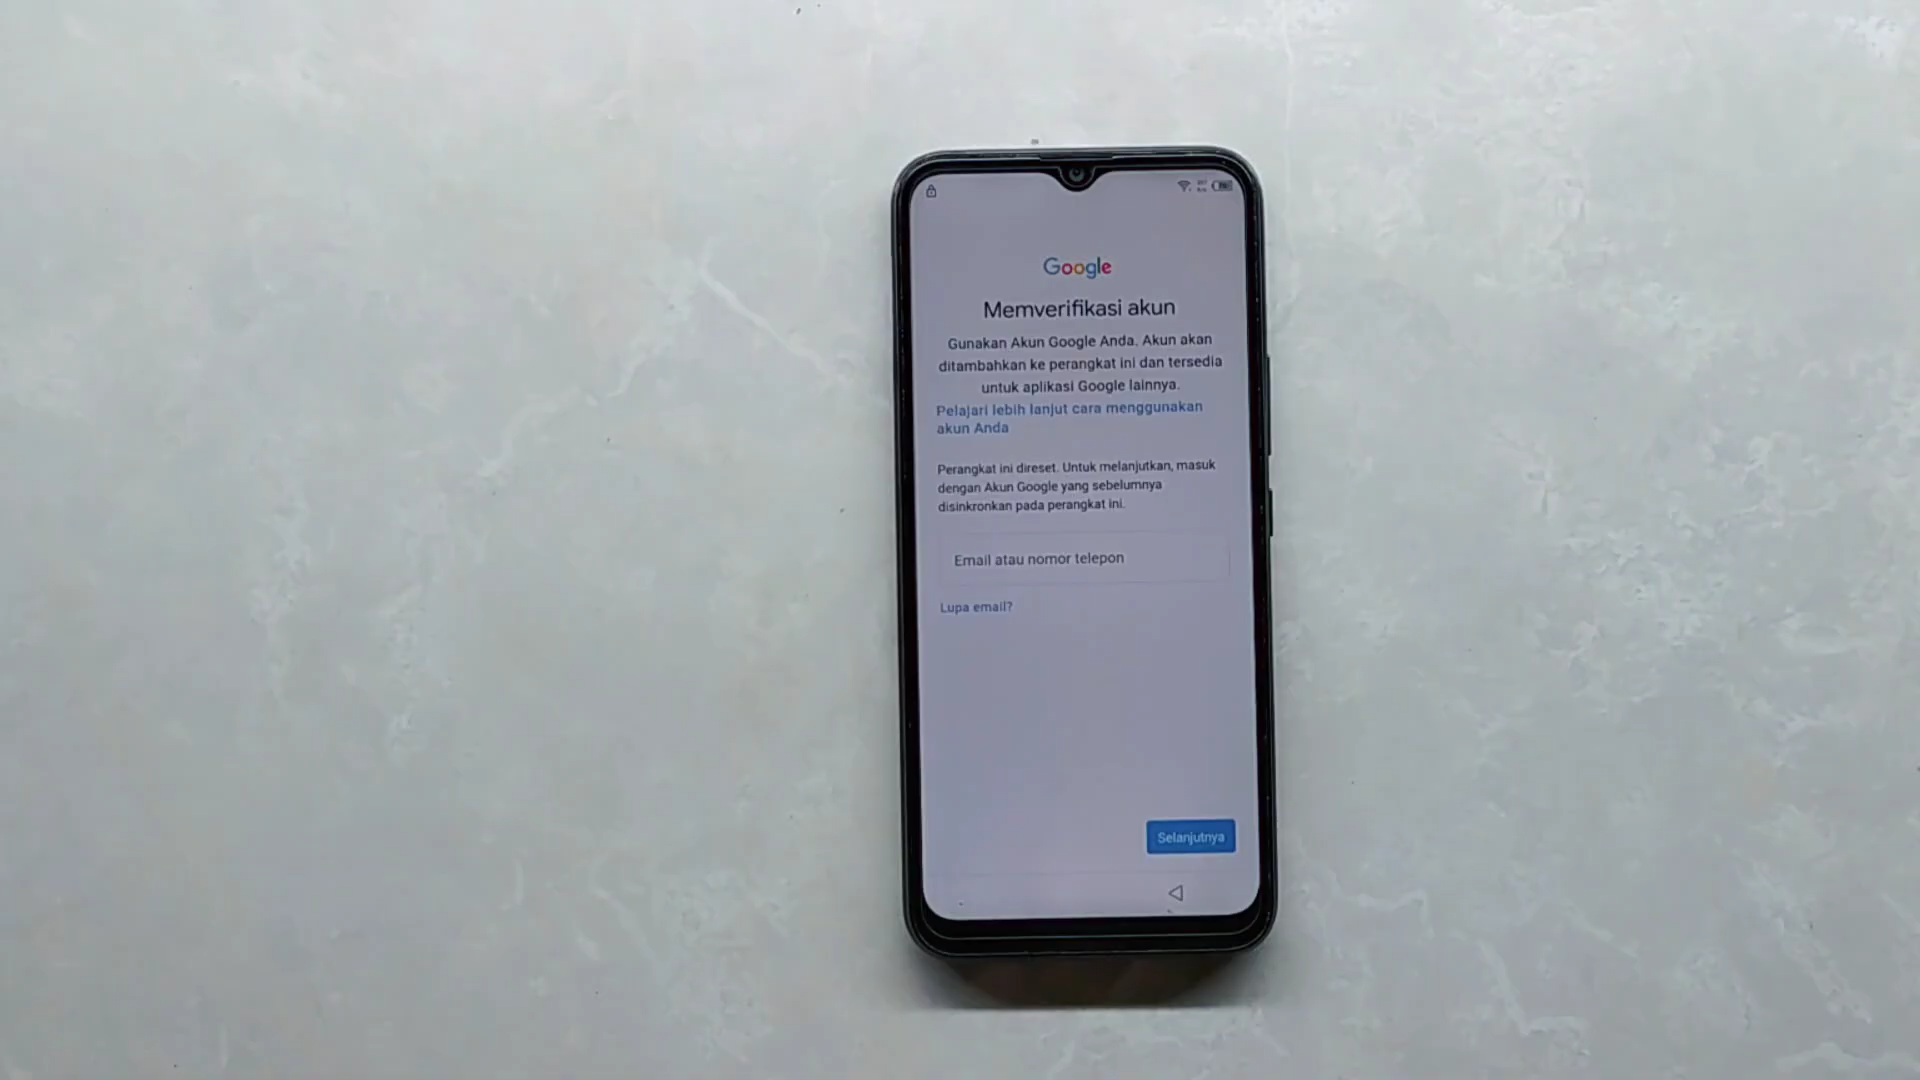 Google
Memverifikasi akun
Gunakan Akun Google Anda. Akun akan
ditambahkan ke perangkat ini dan tersedia
untuk aplikasi Google lainnya.
Pelajari lebih lanjut cara menggunakan
akun Anda
Perangkat ini direset. Untuk melanjutkan, masuk
dengan Akun Google yang sebelumnya
disinkronkan pada perangkat ini.
Email atau nomor telepon
Lupa email?
Selanjutnya